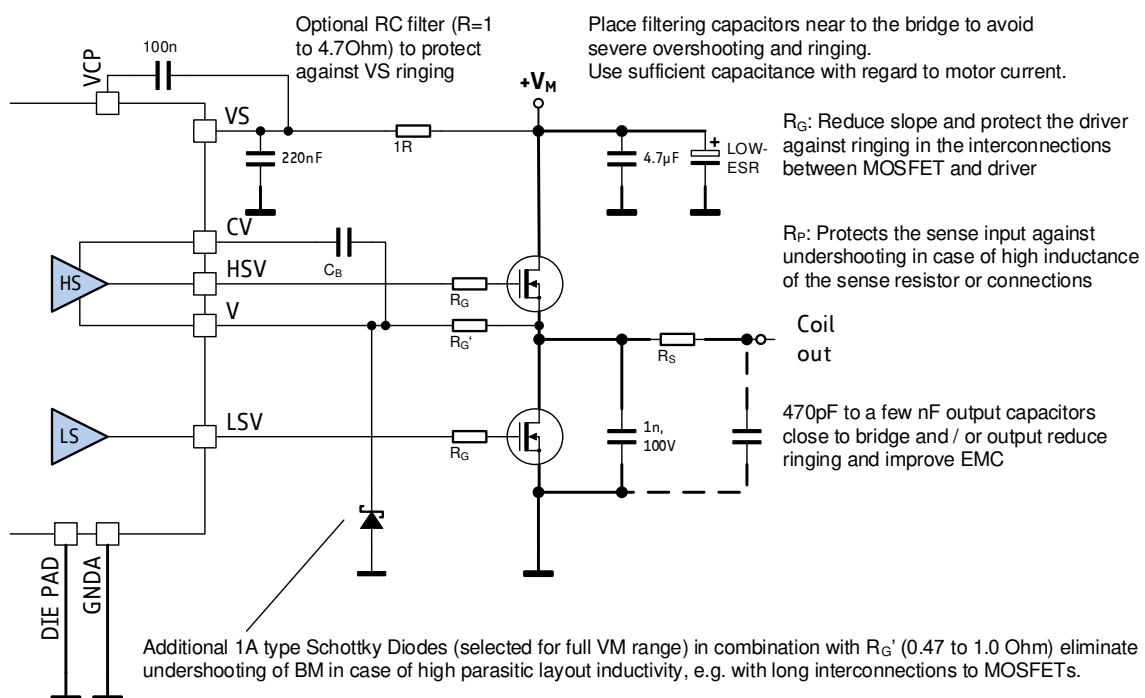 Optional RC filter (R=1
to 4.7Ohm) to protect
against VS ringing
Place filtering capacitors near to the bridge to avoid
severe overshooting and ringing.
Use sufficient capacitance with regard to motor current.
100n
VCP
+VM
VS
1R
220nF
4.7µF
+
LOW-
ESR
RG: Reduce slope and protect the driver
against ringing in the interconnections
between MOSFET and driver
CV
CB
HS
HSV
RG
RP: Protects the sense input against
undershooting in case of high inductance
of the sense resistor or connections
V
RG'
RS
Coil
out
LS
LSV
RG
1n,
100V
470pF to a few nF output capacitors
close to bridge and / or output reduce
ringing and improve EMC
DIE PAD
GNDA
Additional 1A type Schottky Diodes (selected for full VM range) in combination with RG' (0.47 to 1.0 Ohm) eliminate
undershooting of BM in case of high parasitic layout inductivity, e.g. with long interconnections to MOSFETs.